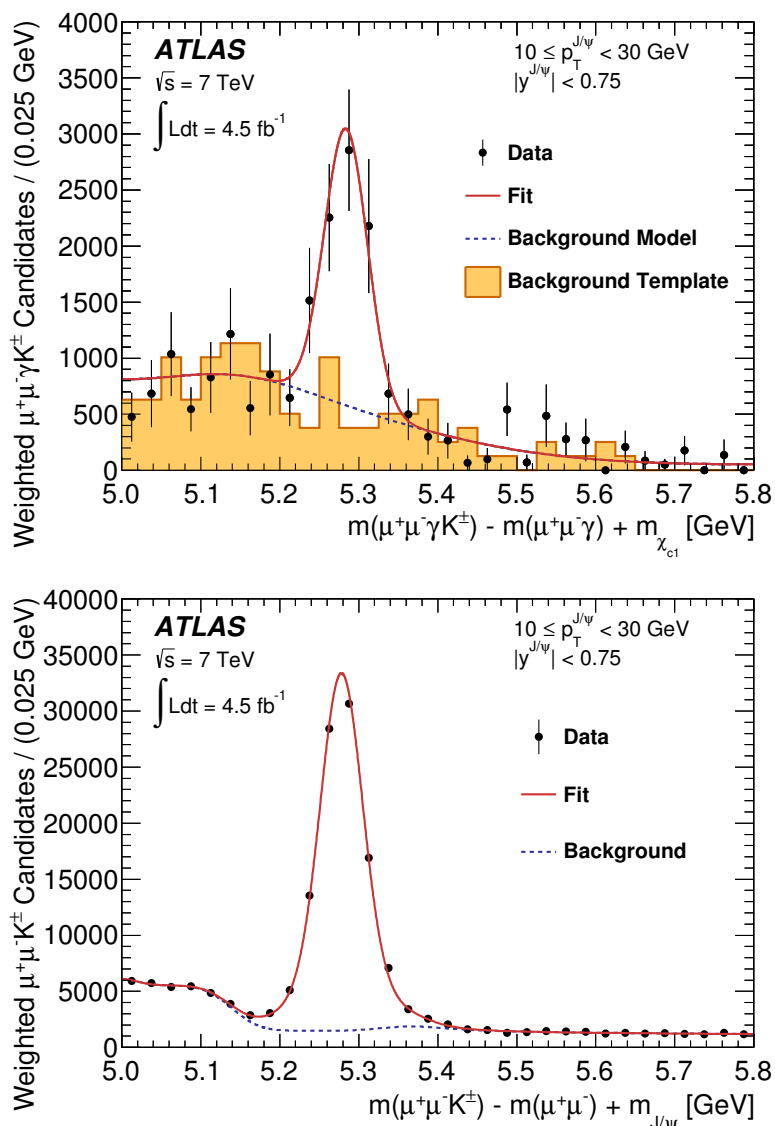 Weighted μ⁺μ⁻γK± Candidates / (0.025 GeV)
4000
3500
3000
2500
2000
1500
1000
500
0
ATLAS
√s = 7 TeV
∫ Ldt = 4.5 fb⁻¹
10 ≤ p_T^{J/ψ} < 30 GeV
|y^{J/ψ}| < 0.75
Data
Fit
Background Model
Background Template
5.0 5.1 5.2 5.3 5.4 5.5 5.6 5.7 5.8
m(μ⁺μ⁻γK±) - m(μ⁺μ⁻γ) + m_{χ_{c1}} [GeV]
Weighted μ⁺μ⁻K± Candidates / (0.025 GeV)
40000
35000
30000
25000
20000
15000
10000
5000
0
ATLAS
√s = 7 TeV
∫ Ldt = 4.5 fb⁻¹
10 ≤ p_T^{J/ψ} < 30 GeV
|y^{J/ψ}| < 0.75
Data
Fit
Background
5.0 5.1 5.2 5.3 5.4 5.5 5.6 5.7 5.8
m(μ⁺μ⁻K±) - m(μ⁺μ⁻) + m_{J/ψ} [GeV]